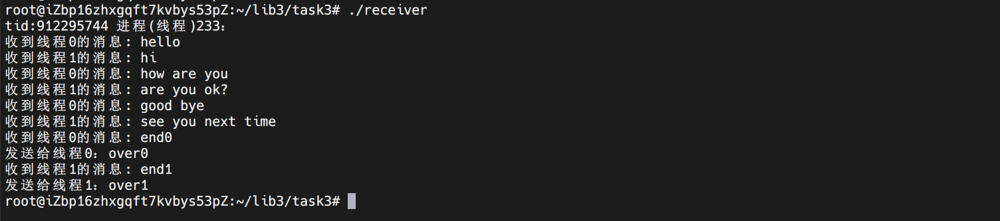 root@iZbp16zhxgqft7kvbys53pZ:~/lib3/task3# ./receiver
tid:912295744 进程(线程)233：
收到线程0的消息: hello
收到线程1的消息: hi
收到线程0的消息: how are you
收到线程1的消息: are you ok?
收到线程0的消息: good bye
收到线程1的消息: see you next time
收到线程0的消息: end0
发送给线程0：over0
收到线程1的消息: end1
发送给线程1：over1
root@iZbp16zhxgqft7kvbys53pZ:~/lib3/task3#